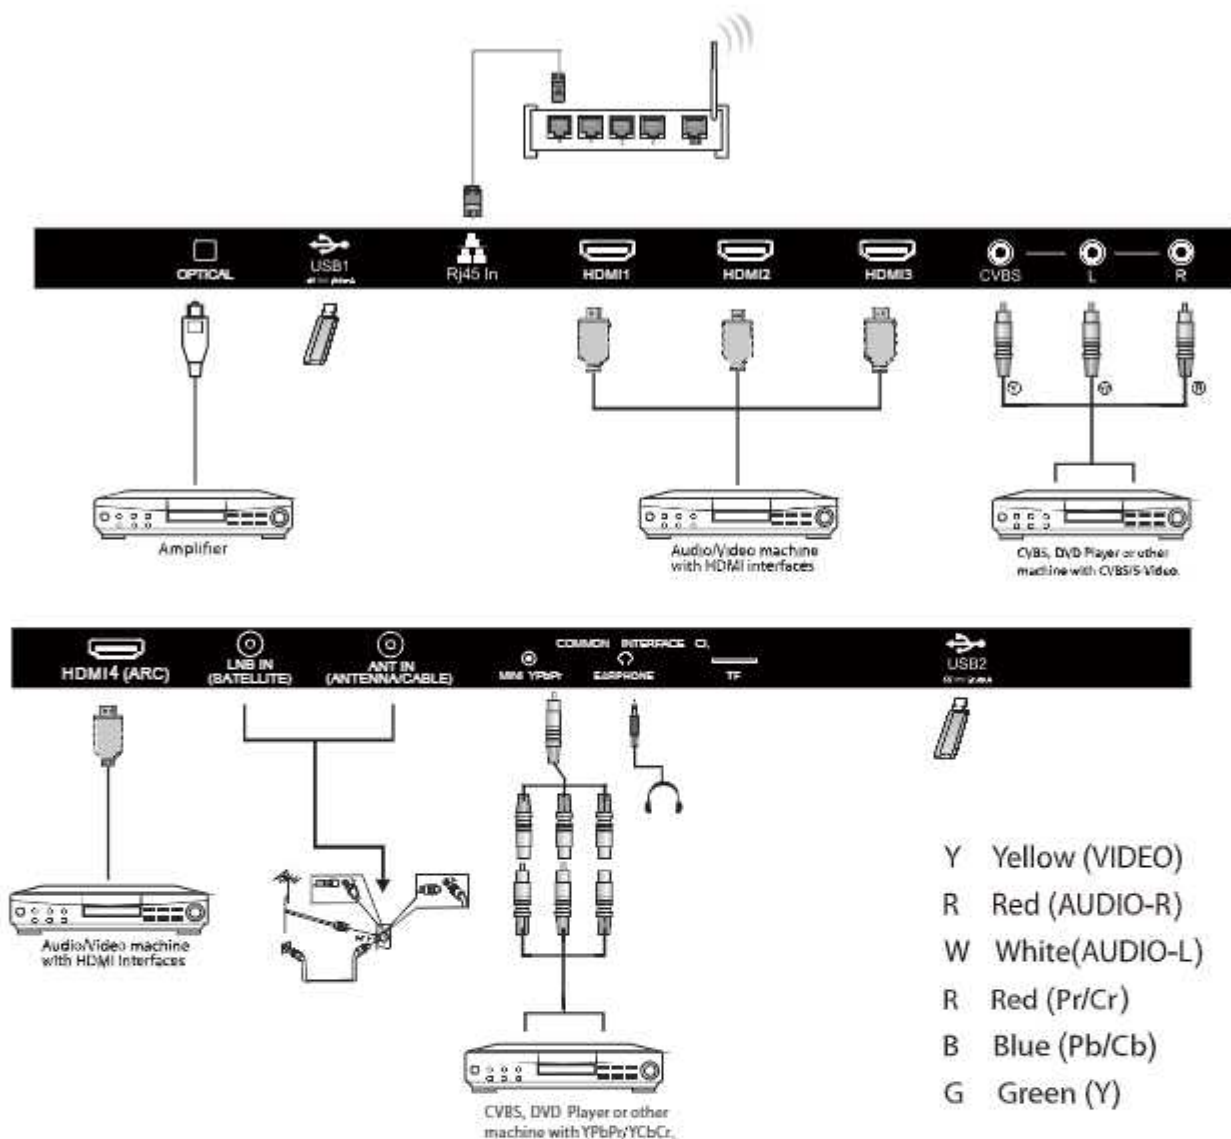 OPTICAL
USB1
Rj45 In
HDMI1
HDMI2
HDMI3
CVBS
L
R
Y
R
Amplifier
Audio/Video machine
with HDMI interfaces
CVBS, DVD Player or other
machine with CVBS/S-Video.
HDMI4 (ARC)
LNB IN
(SATELLITE)
ANT IN
(ANTENNA/CABLE)
COMMON INTERFACE CI,
MINI YPbPr
EARPHONE
TF
USB2
Audio/Video machine
with HDMI Interfaces
CVBS, DVD Player or other
machine with YPbPr/YCbCr,
Y Yellow (VIDEO)
R Red (AUDIO-R)
W White(AUDIO-L)
R Red (Pr/Cr)
B Blue (Pb/Cb)
G Green (Y)